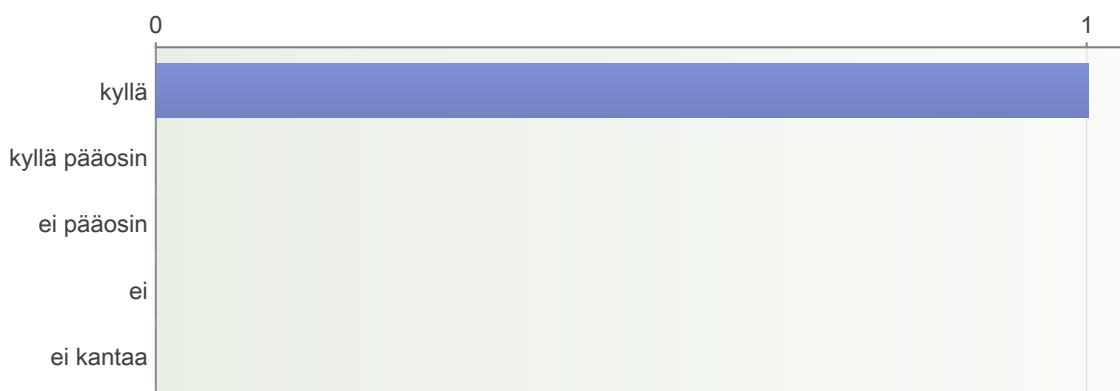 0 1
kyllä
kyllä pääosin
ei pääosin
ei
ei kantaa